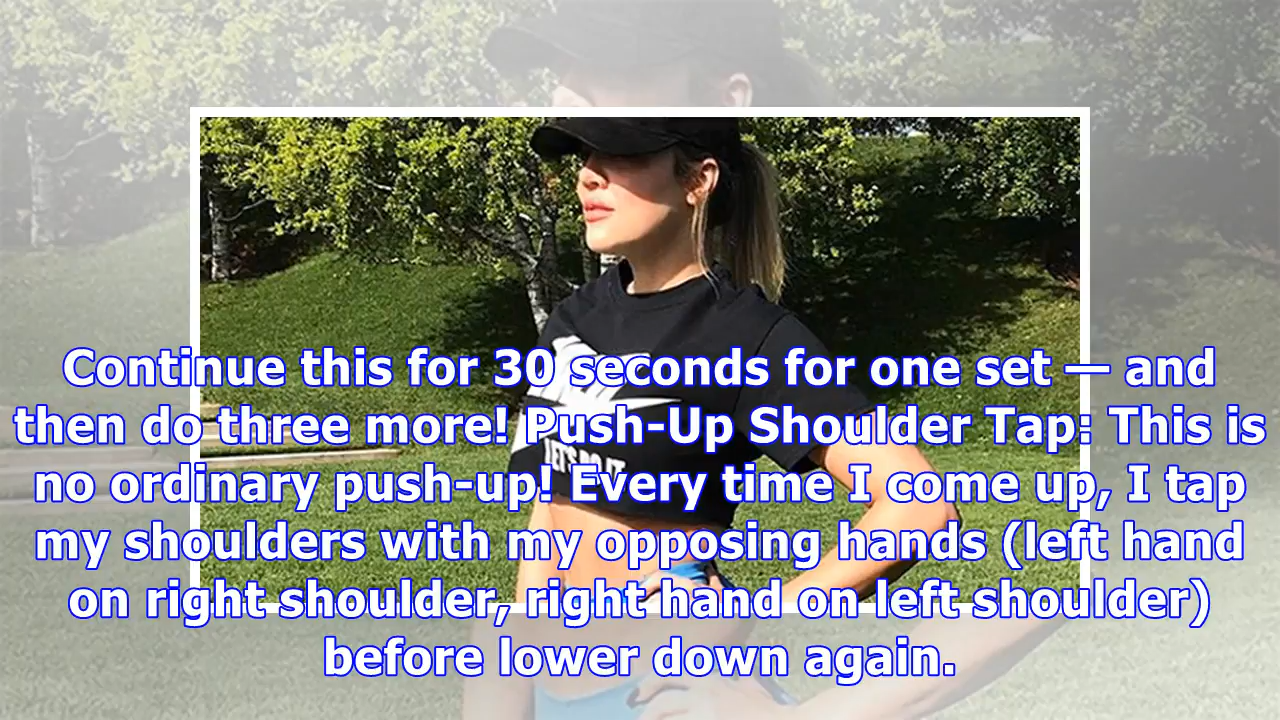 Continue this for 30 seconds for one set — and
then do three more! Push-Up Shoulder Tap: This is
no ordinary push-up! Every time I come up, I tap
my shoulders with my opposing hands (left hand
on right shoulder, right hand on left shoulder)
before lower down again.